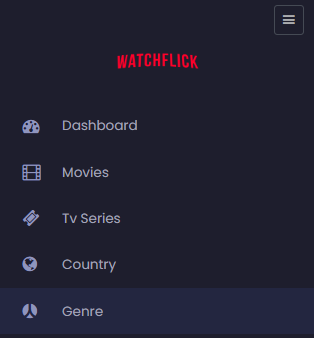 WATCHFLICK
Dashboard
Movies
Tv Series
Country
Genre